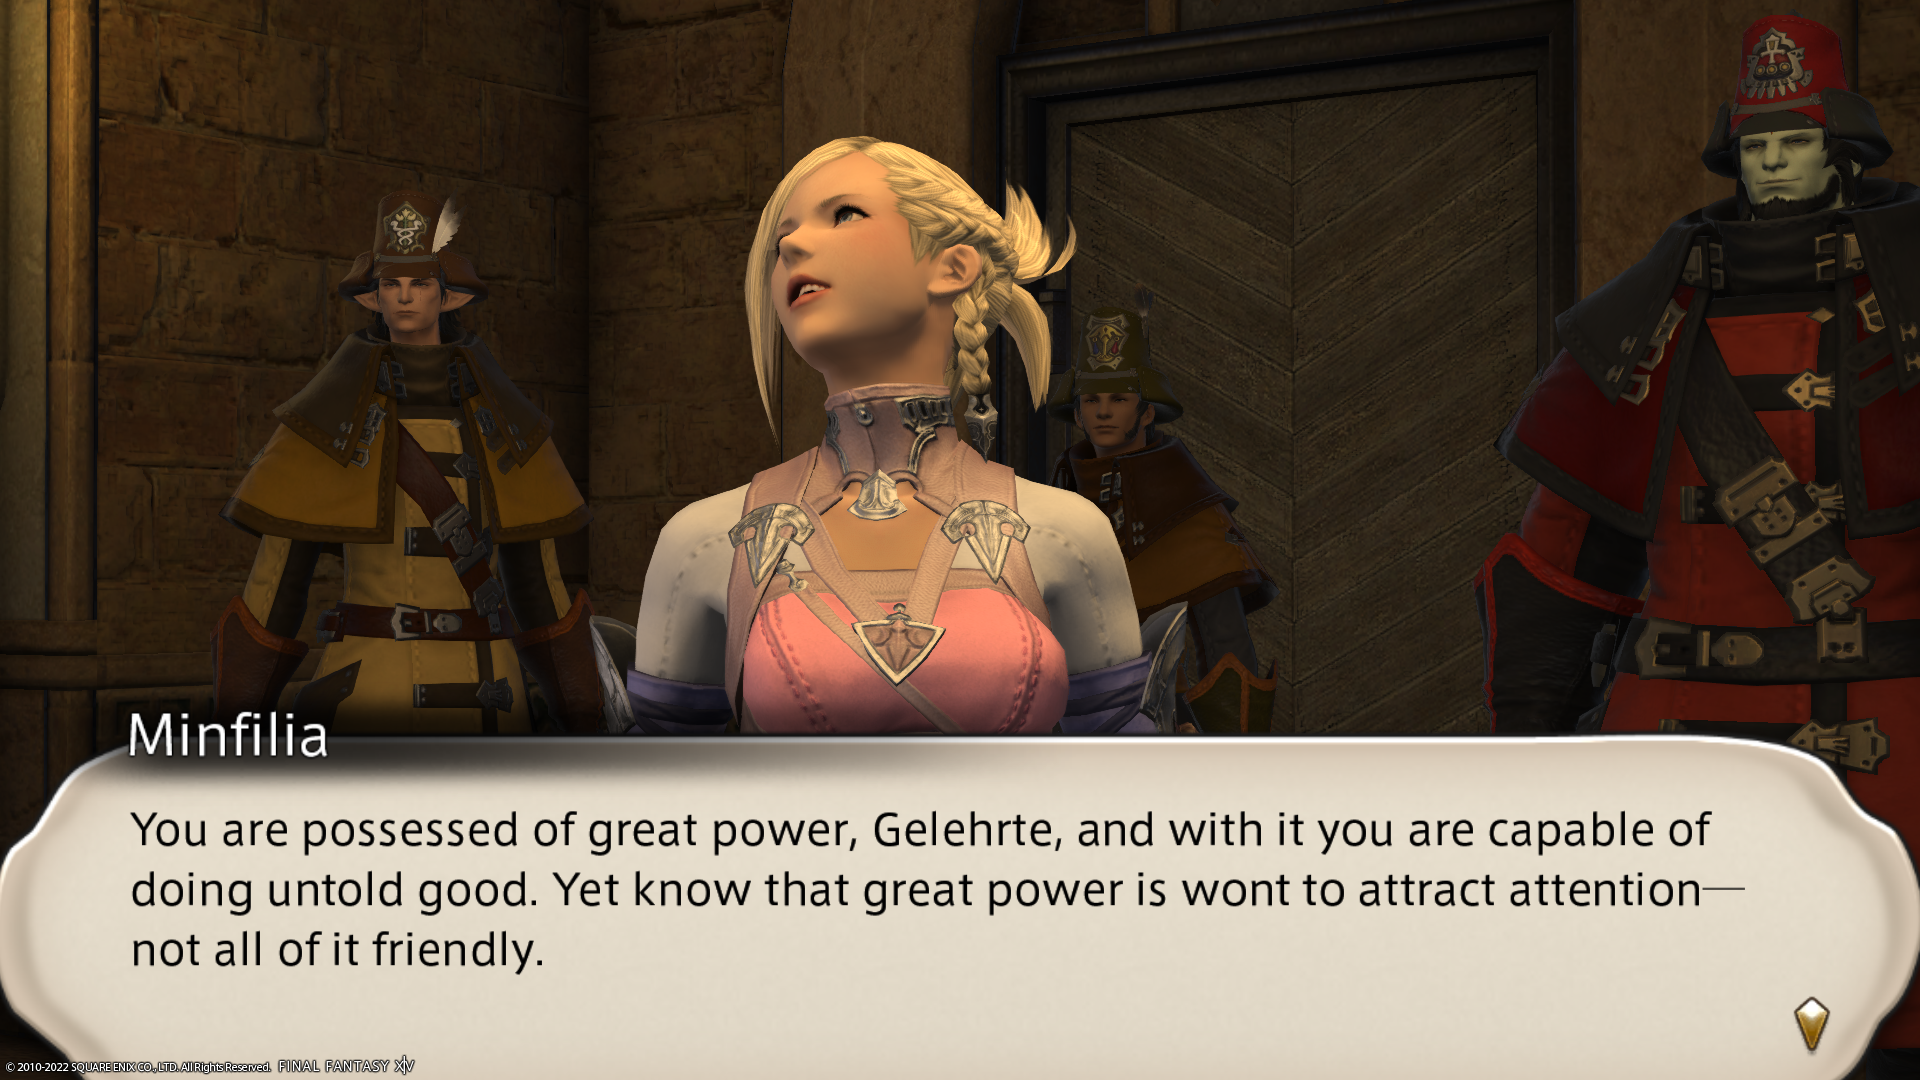 Minfilia
You are possessed of great power, Gelehrte, and with it you are capable of
doing untold good. Yet know that great power is wont to attract attention—
not all of it friendly.
© 2010-2022 SQUARE ENIX CO., LTD. All Rights Reserved. FINAL FANTASY XIV